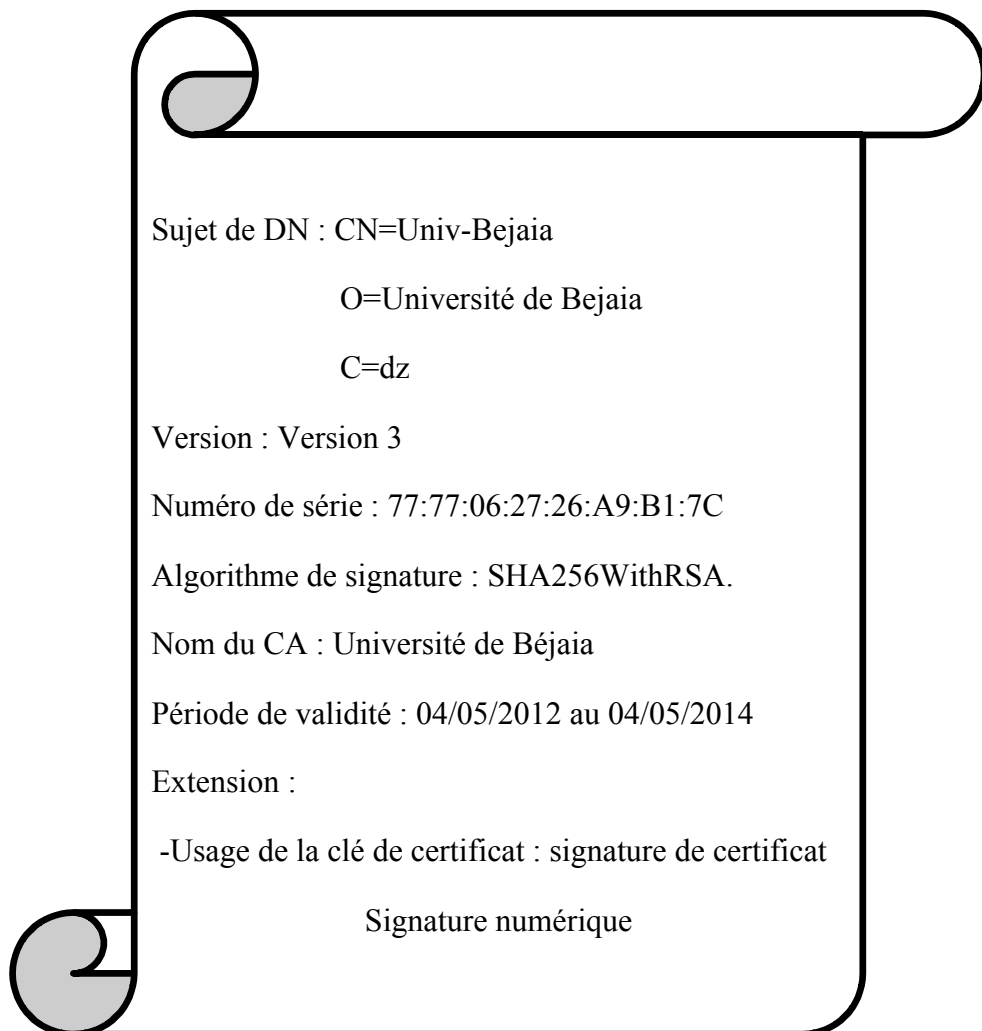 Sujet de DN : CN=Univ-Bejaia
O=Université de Bejaia
C=dz
Version : Version 3
Numéro de série : 77:77:06:27:26:A9:B1:7C
Algorithme de signature : SHA256WithRSA.
Nom du CA : Université de Béjaia
Période de validité : 04/05/2012 au 04/05/2014
Extension :
-Usage de la clé de certificat : signature de certificat
Signature numérique